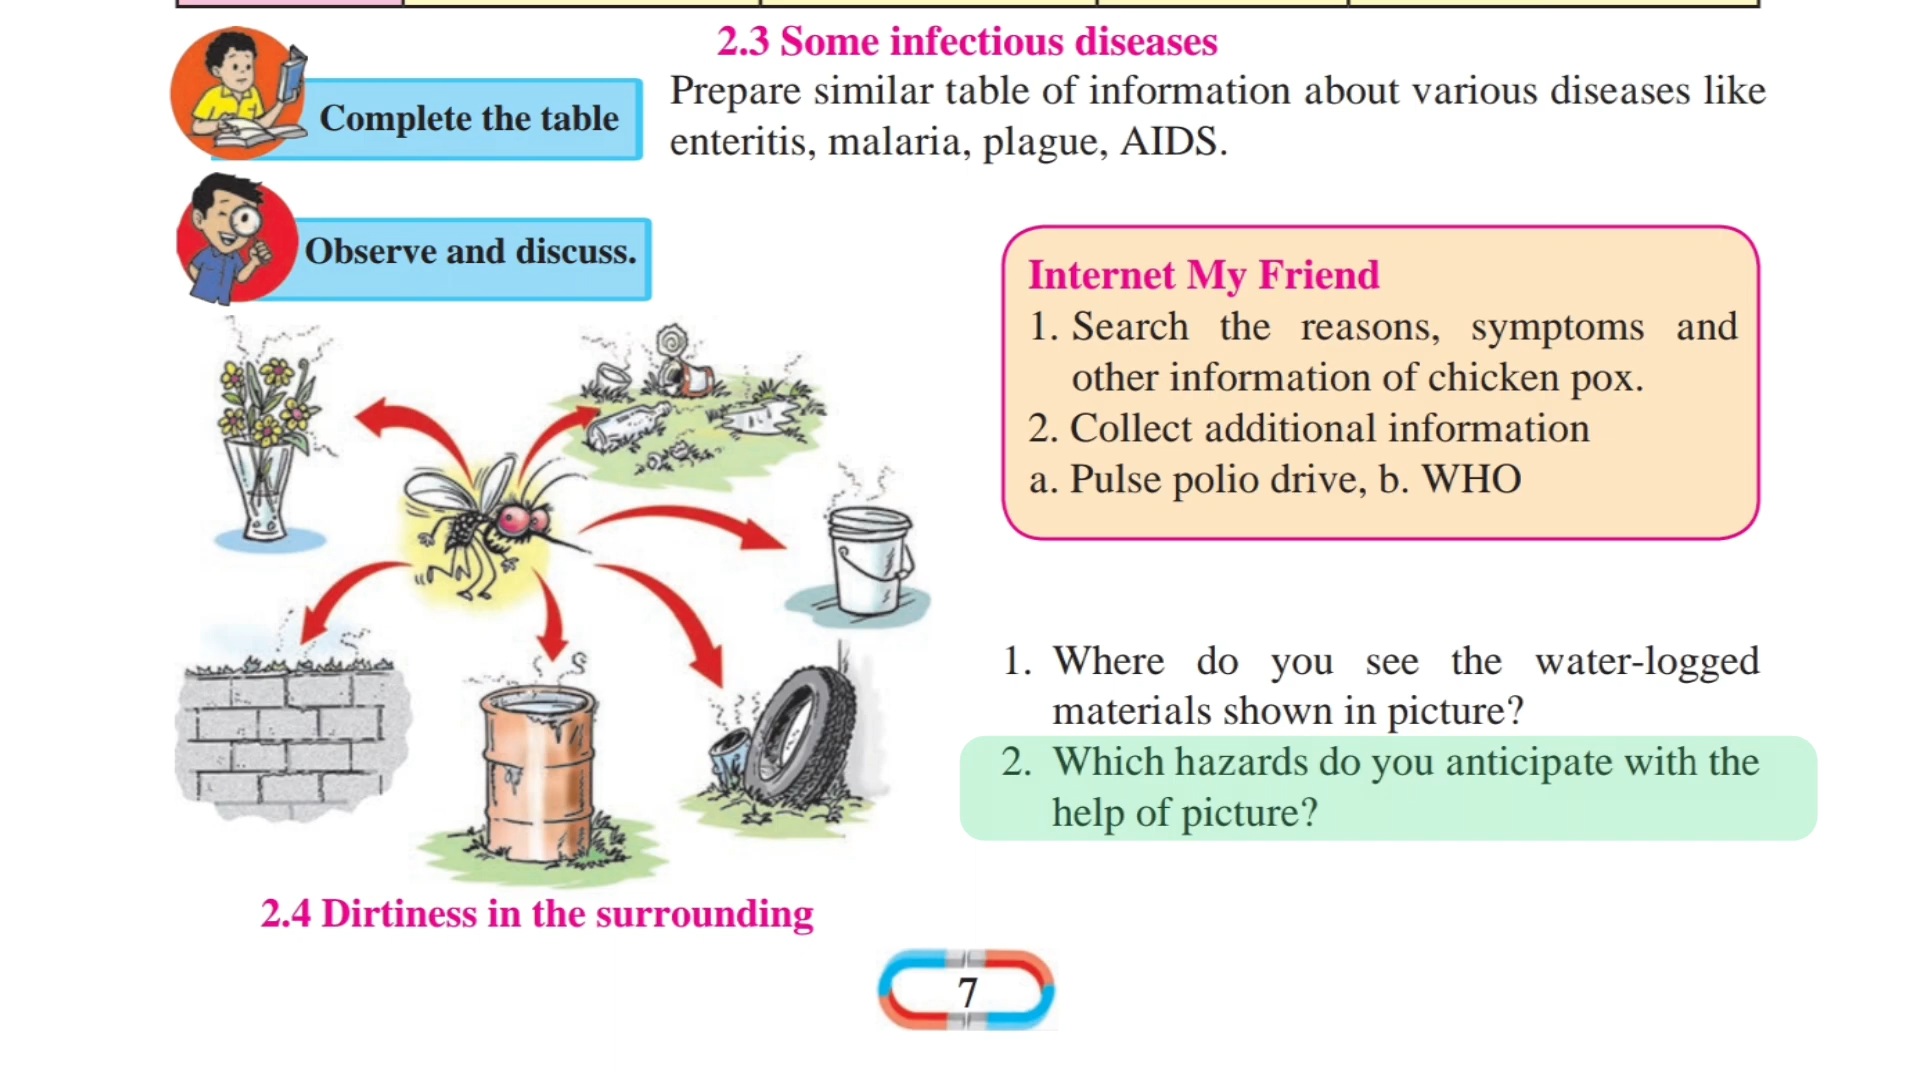 2.3 Some infectious diseases
Complete the table
Prepare similar table of information about various diseases like
enteritis, malaria, plague, AIDS.
Observe and discuss.
Internet My Friend
1. Search the reasons, symptoms and
other information of chicken pox.
2. Collect additional information
a. Pulse polio drive, b. WHO
1. Where do you see the water-logged
materials shown in picture?
2. Which hazards do you anticipate with the
help of picture?
2.4 Dirtiness in the surrounding
7